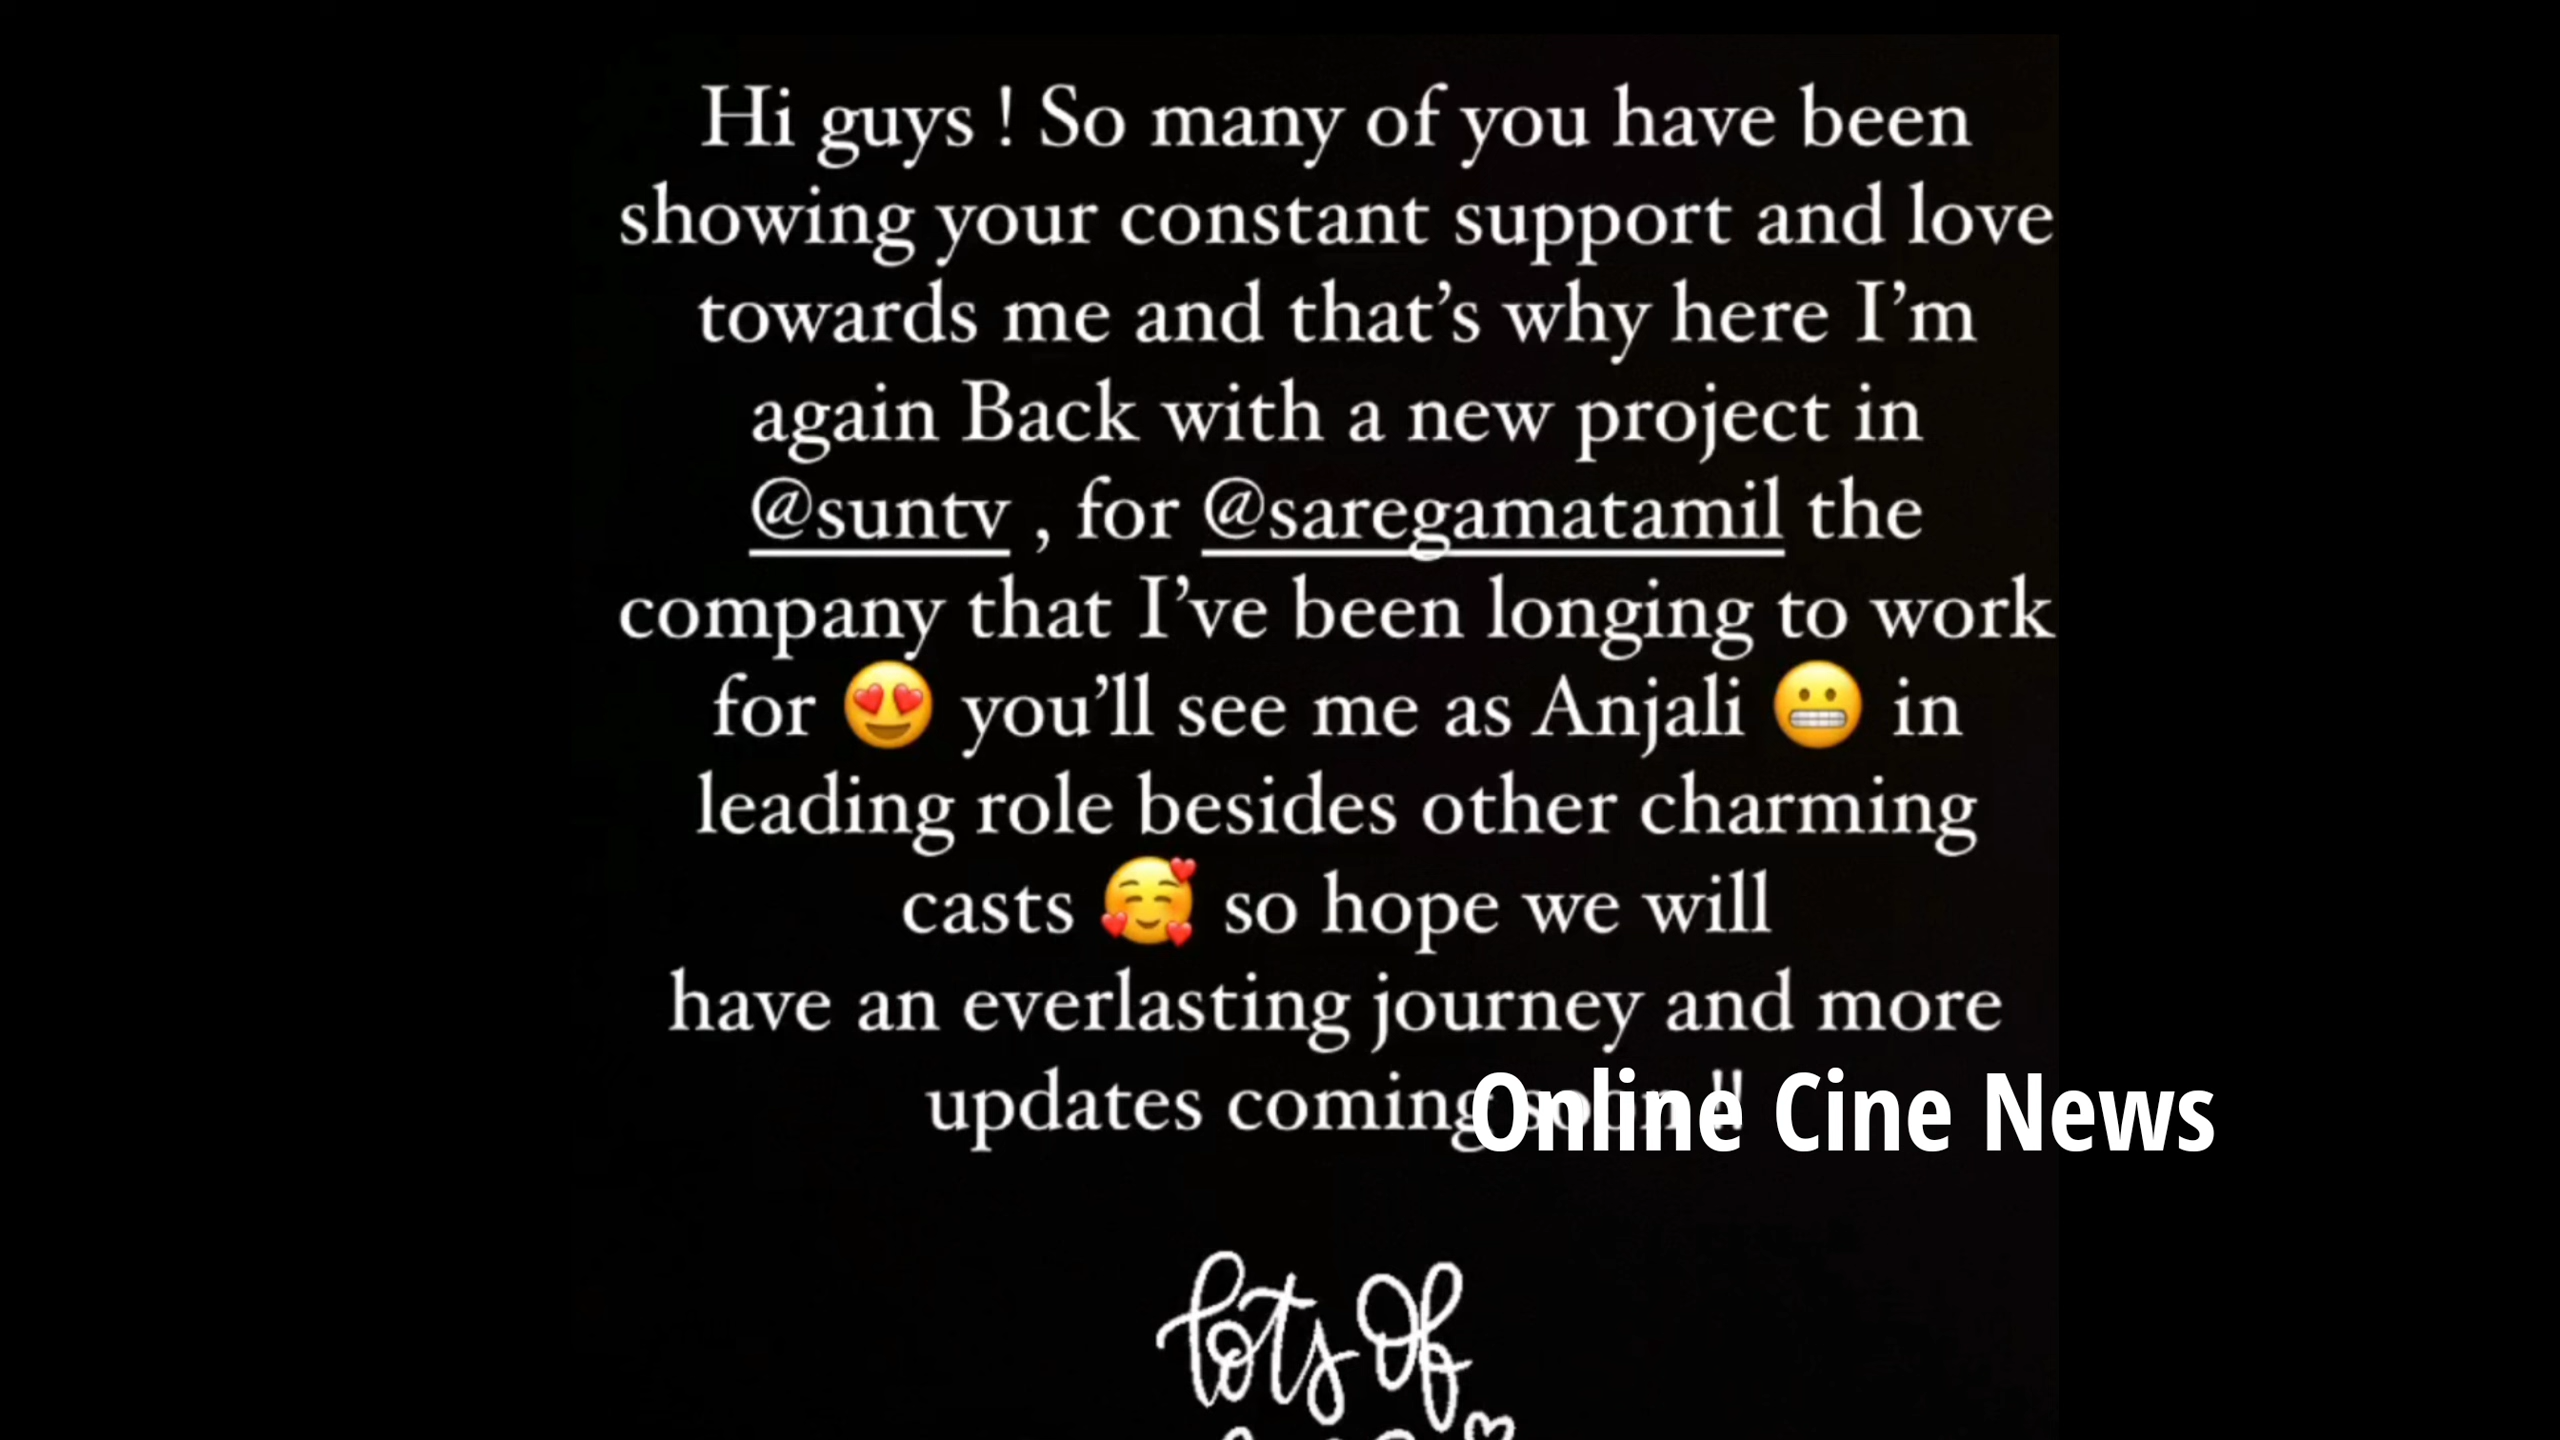 Hi guys ! So many of you have been
showing your constant support and love
towards me and that’s why here I’m
again Back with a new project in
@suntv , for @saregamatamil the
company that I’ve been longing to work
for 😍 you’ll see me as Anjali 😬 in
leading role besides other charming
casts 🥰 so hope we will
have an everlasting journey and more
updates coming soon !!
Online Cine News
lots of